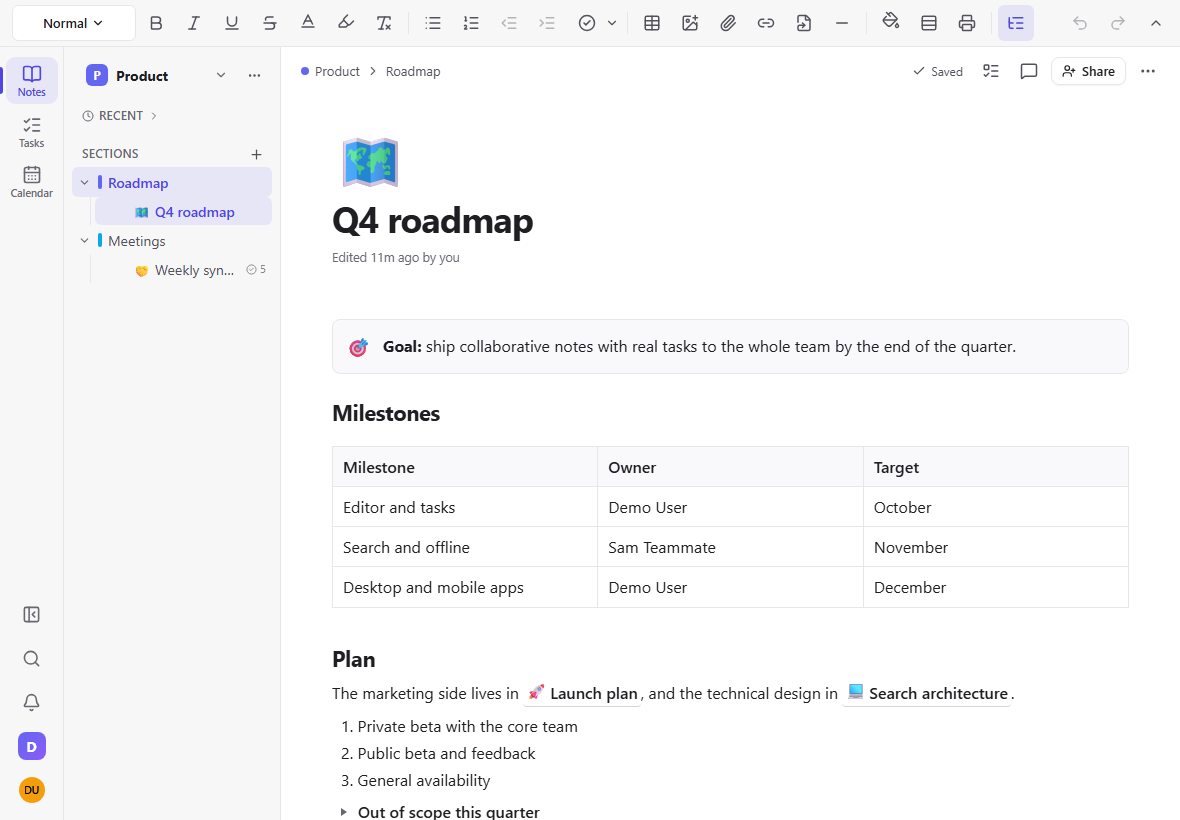 Normal
Notes
Tasks
Calendar
D
DU
P Product
RECENT
SECTIONS
Roadmap
Q4 roadmap
Meetings
Weekly syn... 5
Product > Roadmap
Saved
Share
Q4 roadmap
Edited 11m ago by you
Goal: ship collaborative notes with real tasks to the whole team by the end of the quarter.
Milestones
Milestone Owner Target
Editor and tasks Demo User October
Search and offline Sam Teammate November
Desktop and mobile apps Demo User December
Plan
The marketing side lives in Launch plan, and the technical design in Search architecture.
1. Private beta with the core team
2. Public beta and feedback
3. General availability
Out of scope this quarter